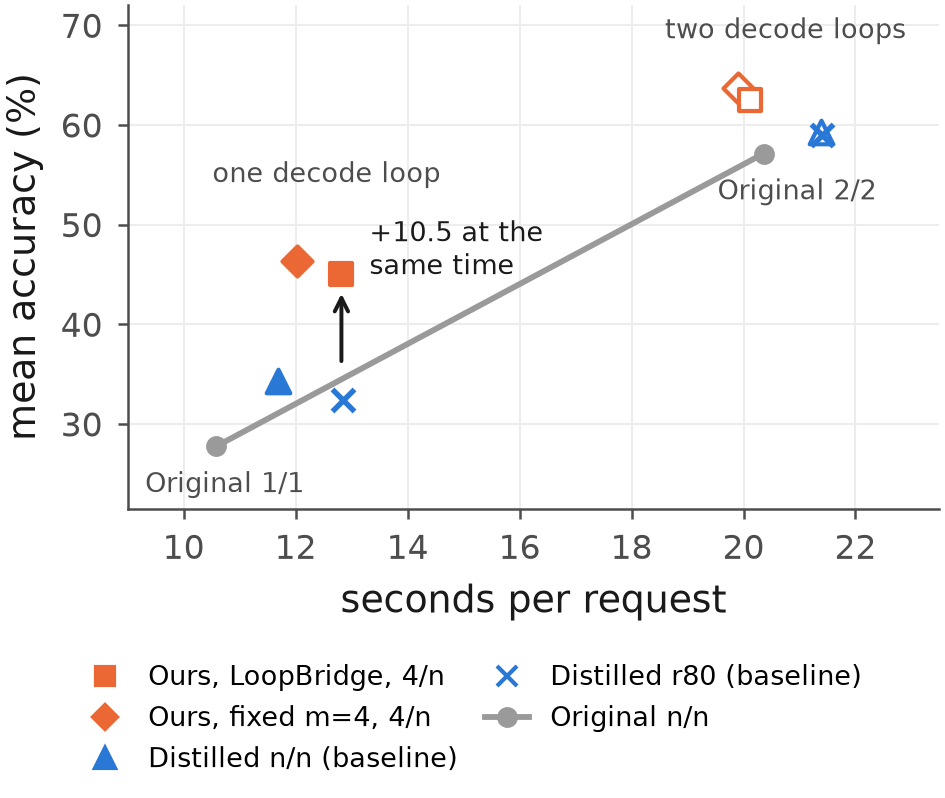 70
60
50
40
30
mean accuracy (%)
two decode loops
one decode loop
Original 2/2
+10.5 at the
same time
Original 1/1
10 12 14 16 18 20 22
seconds per request
Ours, LoopBridge, 4/n
Ours, fixed m=4, 4/n
Distilled n/n (baseline)
Distilled r80 (baseline)
Original n/n